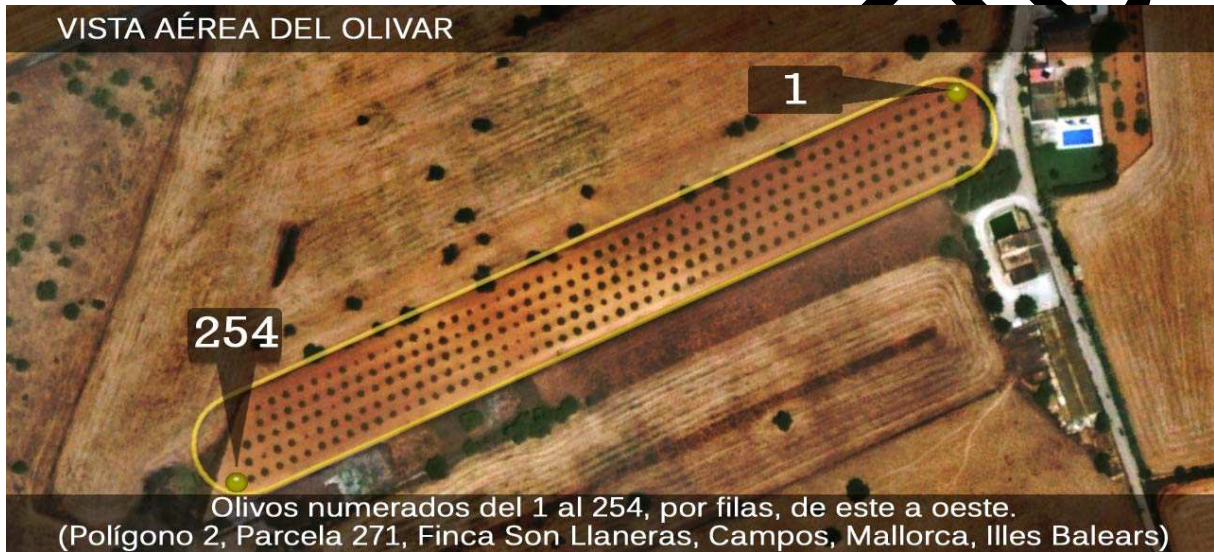 VISTA AÉREA DEL OLIVAR
1
254
Olivos numerados del 1 al 254, por filas, de este a oeste.
(Polígono 2, Parcela 271, Finca Son Llaneras, Campos, Mallorca, Illes Balears)